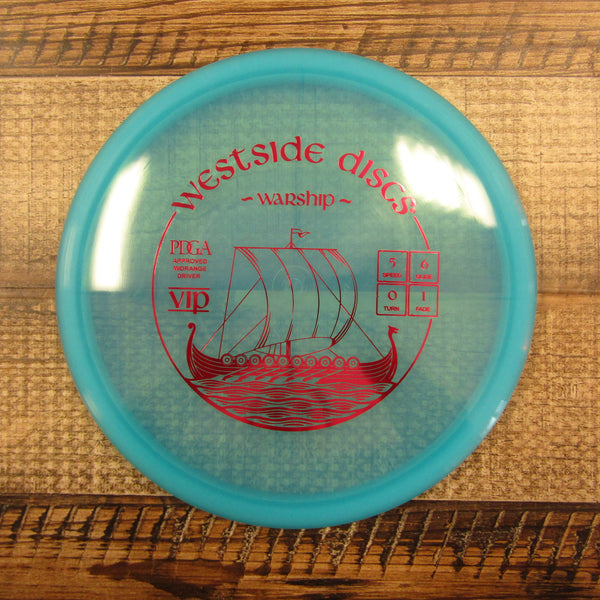 westside discs
~ warship ~
PDGA
APPROVED
MIDRANGE
DRIVER
VIP
5 SPEED
6 GLIDE
0 TURN
1 FADE